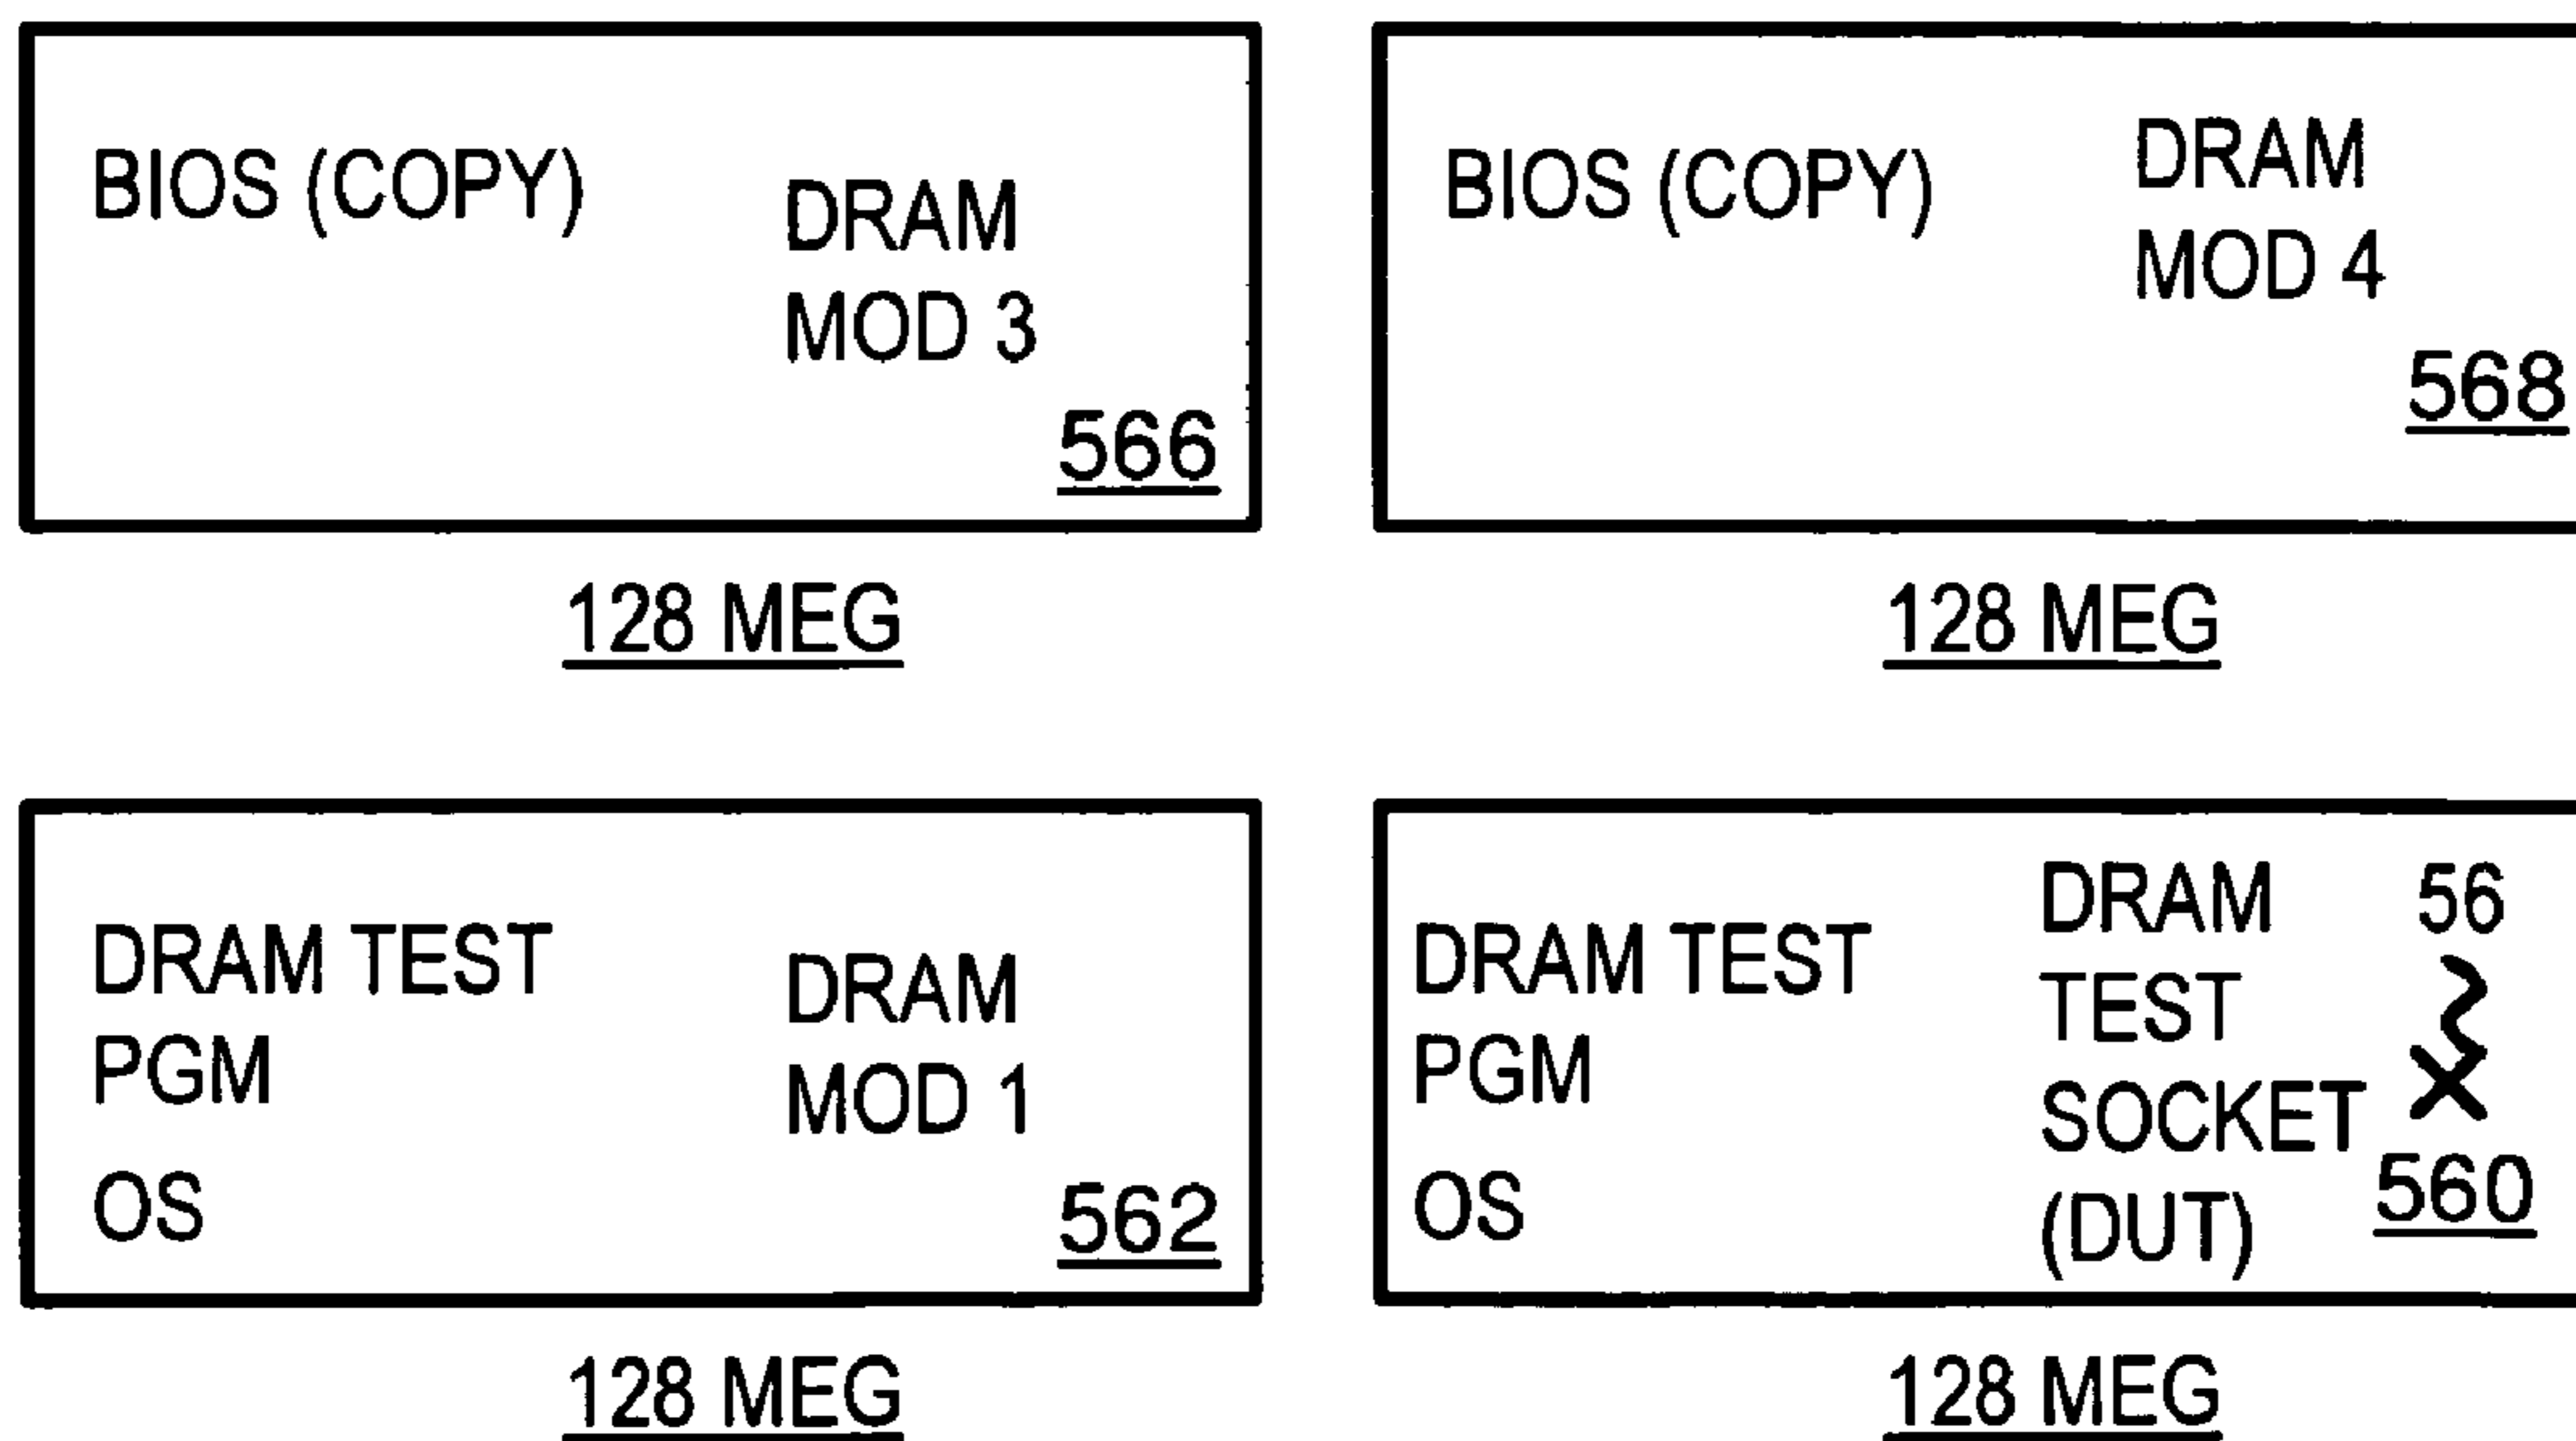 BIOS (COPY)
DRAM
MOD 3
566
128 MEG
BIOS (COPY)
DRAM
MOD 4
568
128 MEG
DRAM TEST
PGM
OS
DRAM
MOD 1
562
128 MEG
DRAM TEST
PGM
OS
DRAM
TEST
SOCKET
(DUT)
56
560
128 MEG